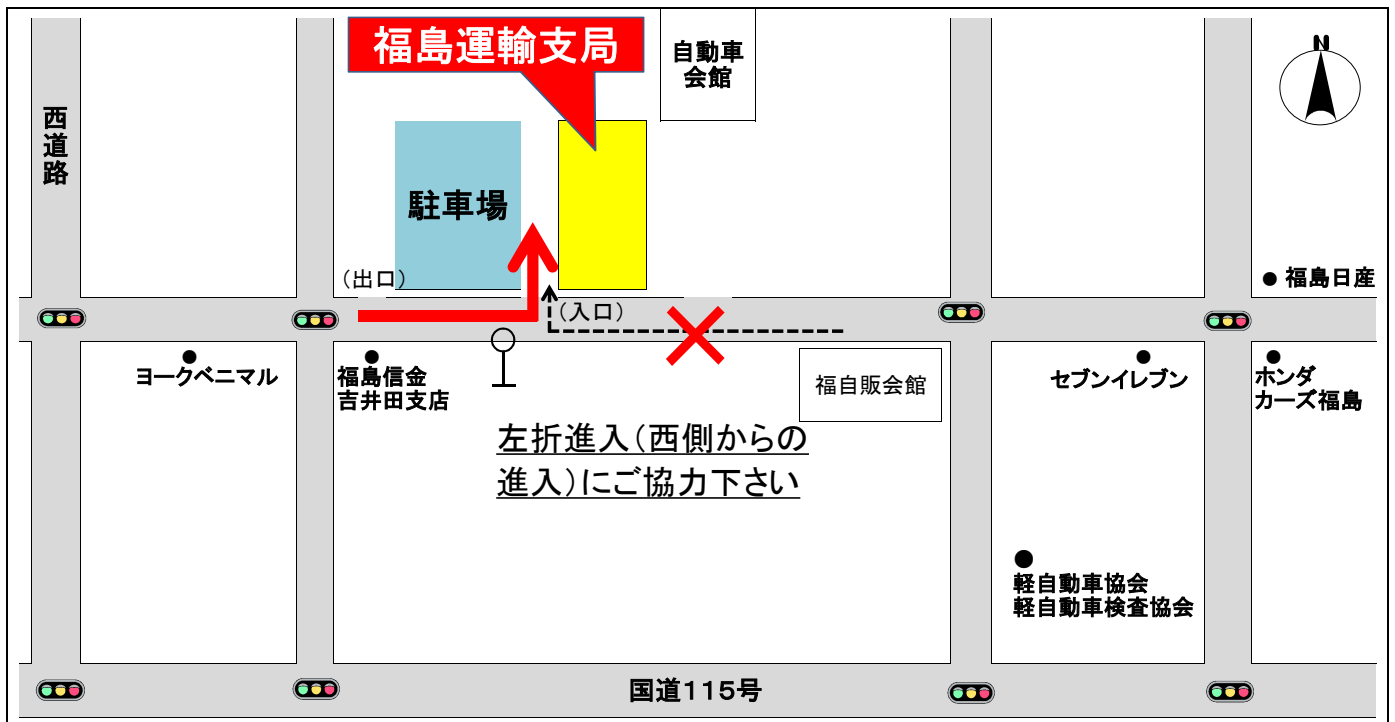 福島運輸支局
自動車
会館
N
西道路
駐車場
(出口)
(入口)
● 福島日産
ヨークベニマル
福島信金
吉井田支店
福自販会館
セブンイレブン
ホンダ
カーズ福島
左折進入(西側からの
進入)にご協力下さい
軽自動車協会
軽自動車検査協会
国道115号